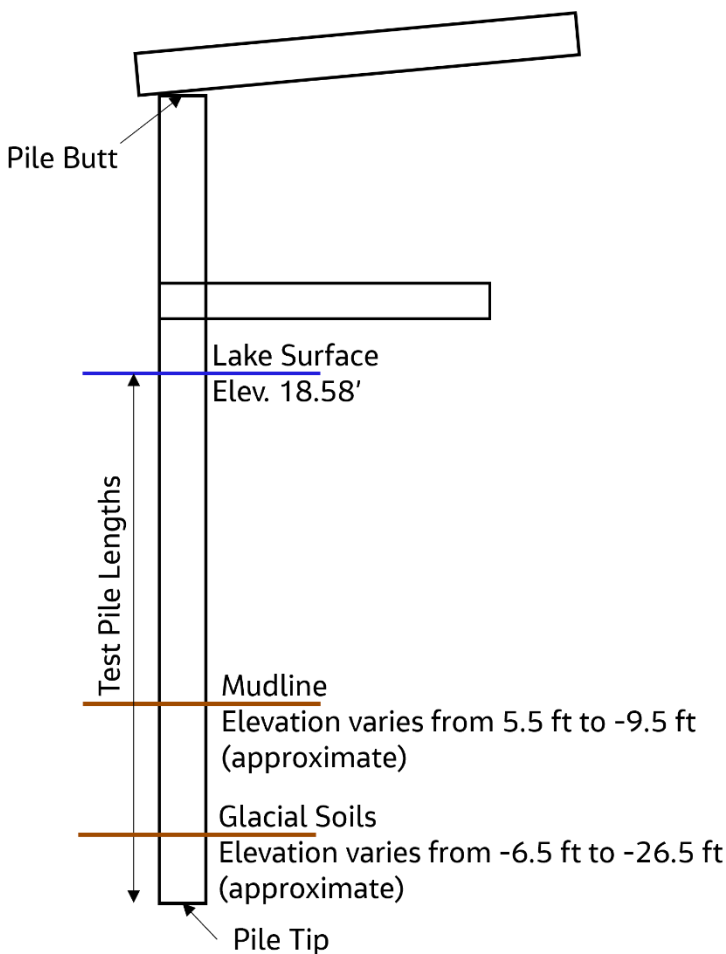 Pile Butt
Lake Surface
Elev. 18.58’
Test Pile Lengths
Mudline
Elevation varies from 5.5 ft to -9.5 ft
(approximate)
Glacial Soils
Elevation varies from -6.5 ft to -26.5 ft
(approximate)
Pile Tip